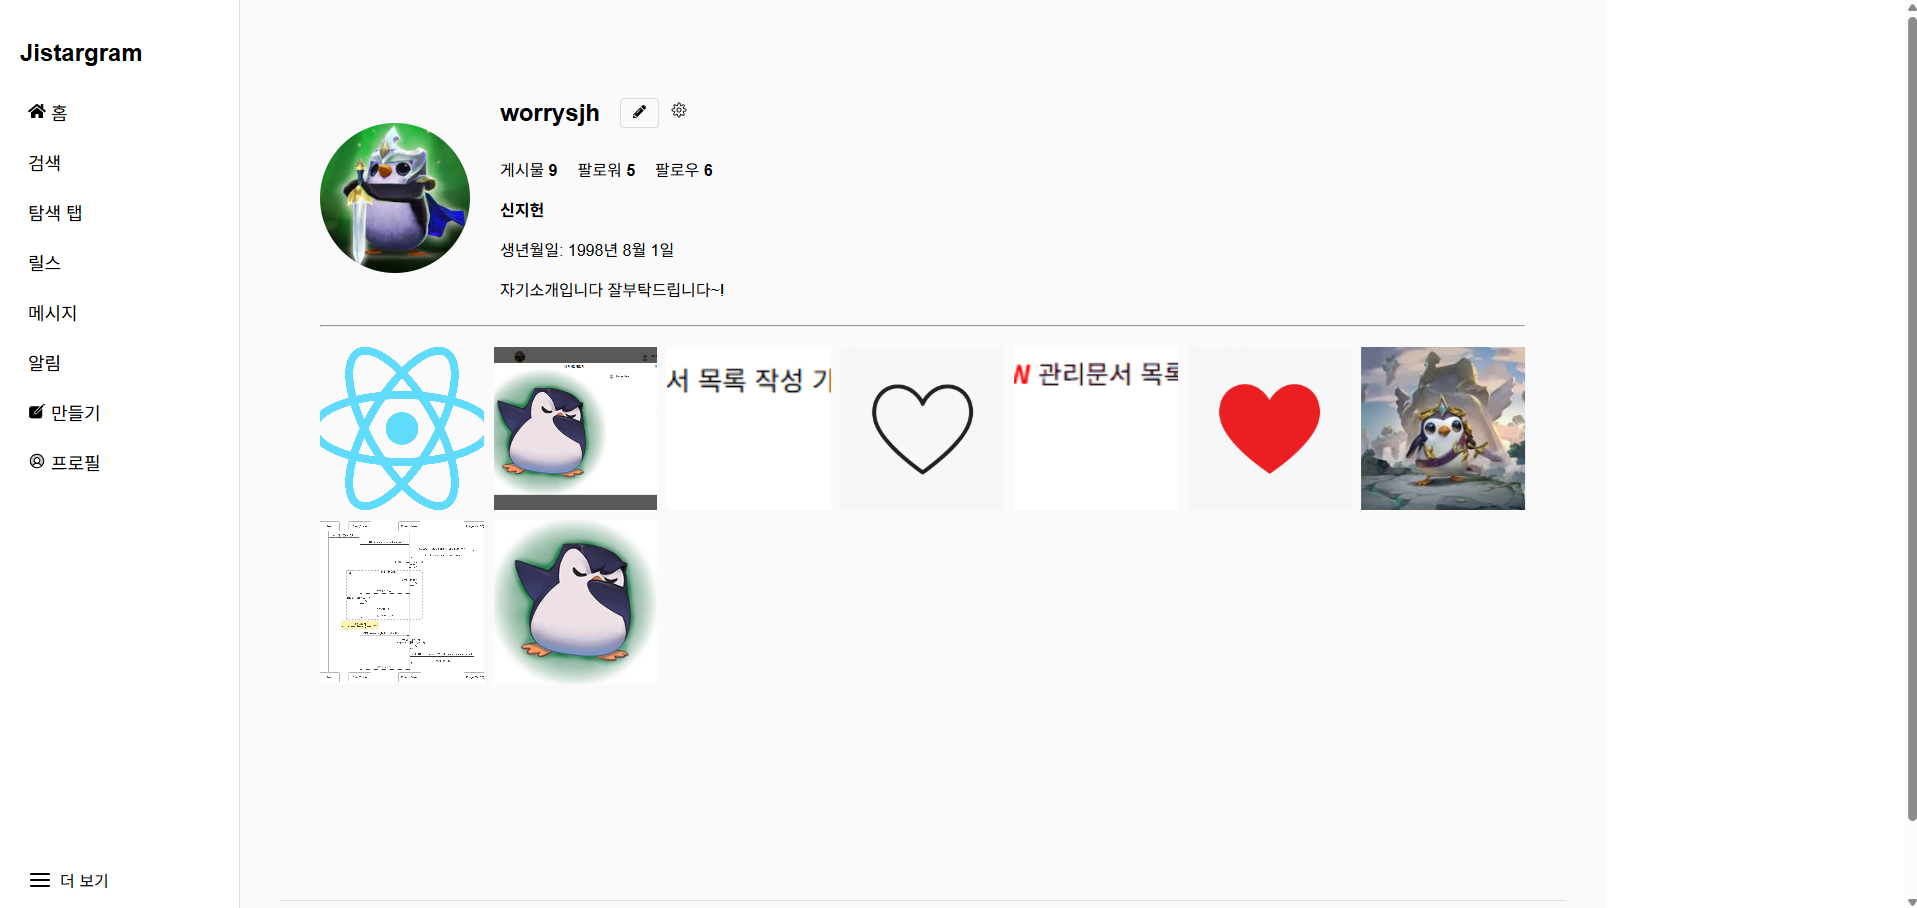 Jistargram
홈
검색
탐색 탭
릴스
메시지
알림
만들기
프로필
더 보기
worrysjh
게시물 9 팔로워 5 팔로우 6
신지헌
생년월일: 1998년 8월 1일
자기소개입니다 잘부탁드립니다~!
서 목록 작성 기
W 관리문서 목록